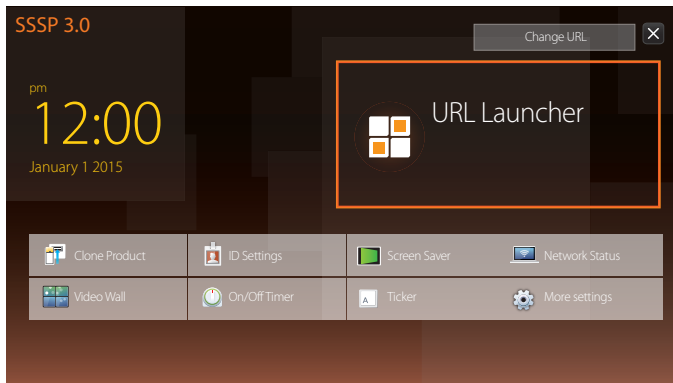 SSSP 3.0
Change URL
pm
12:00
January 1 2015
URL Launcher
Clone Product
ID Settings
Screen Saver
Network Status
Video Wall
On/Off Timer
A
Ticker
More settings